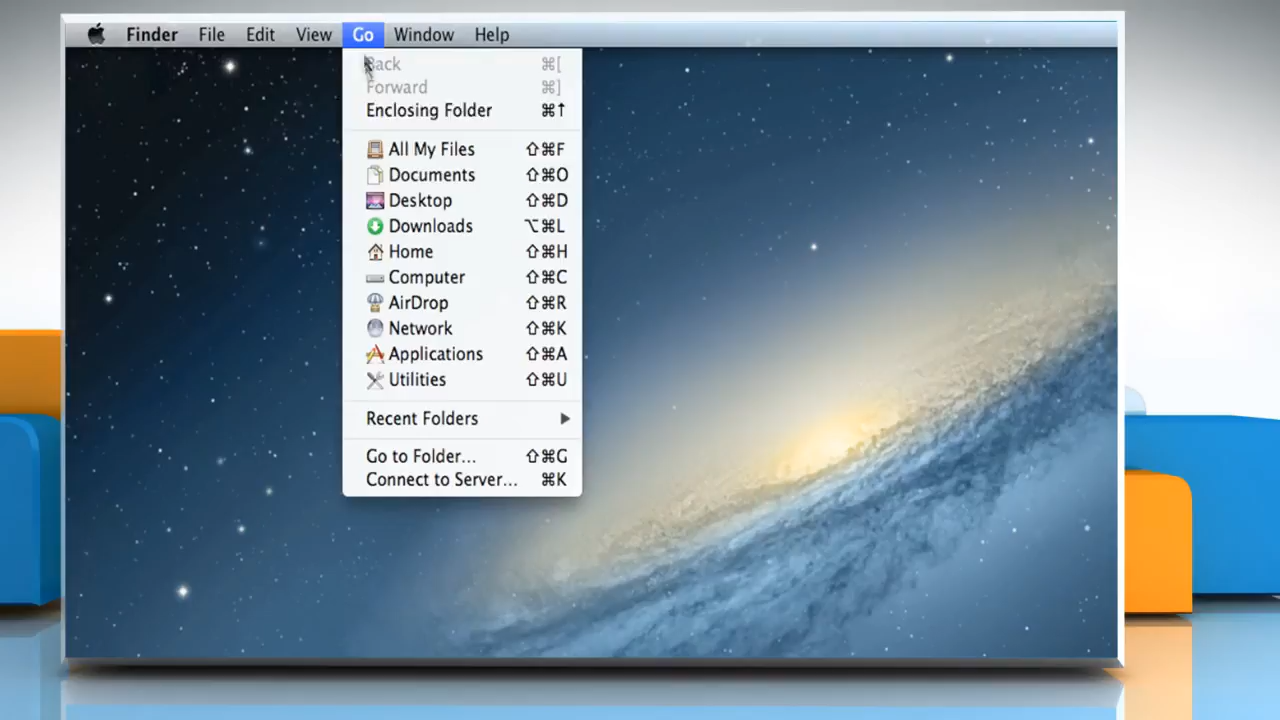 Finder File Edit View Go Window Help
Back ⌘[
Forward ⌘]
Enclosing Folder ⌘↑
All My Files ⇧⌘F
Documents ⇧⌘O
Desktop ⇧⌘D
Downloads ⌥⌘L
Home ⇧⌘H
Computer ⇧⌘C
AirDrop ⇧⌘R
Network ⇧⌘K
Applications ⇧⌘A
Utilities ⇧⌘U
Recent Folders
Go to Folder... ⇧⌘G
Connect to Server... ⌘K